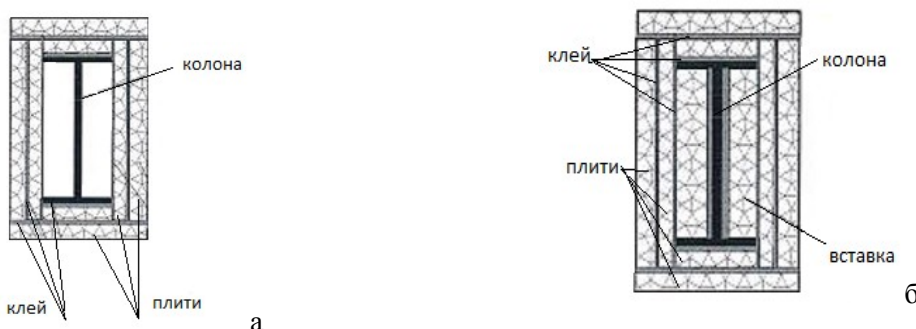 колона
клей
плити
а
клей
колона
плити
вставка
б